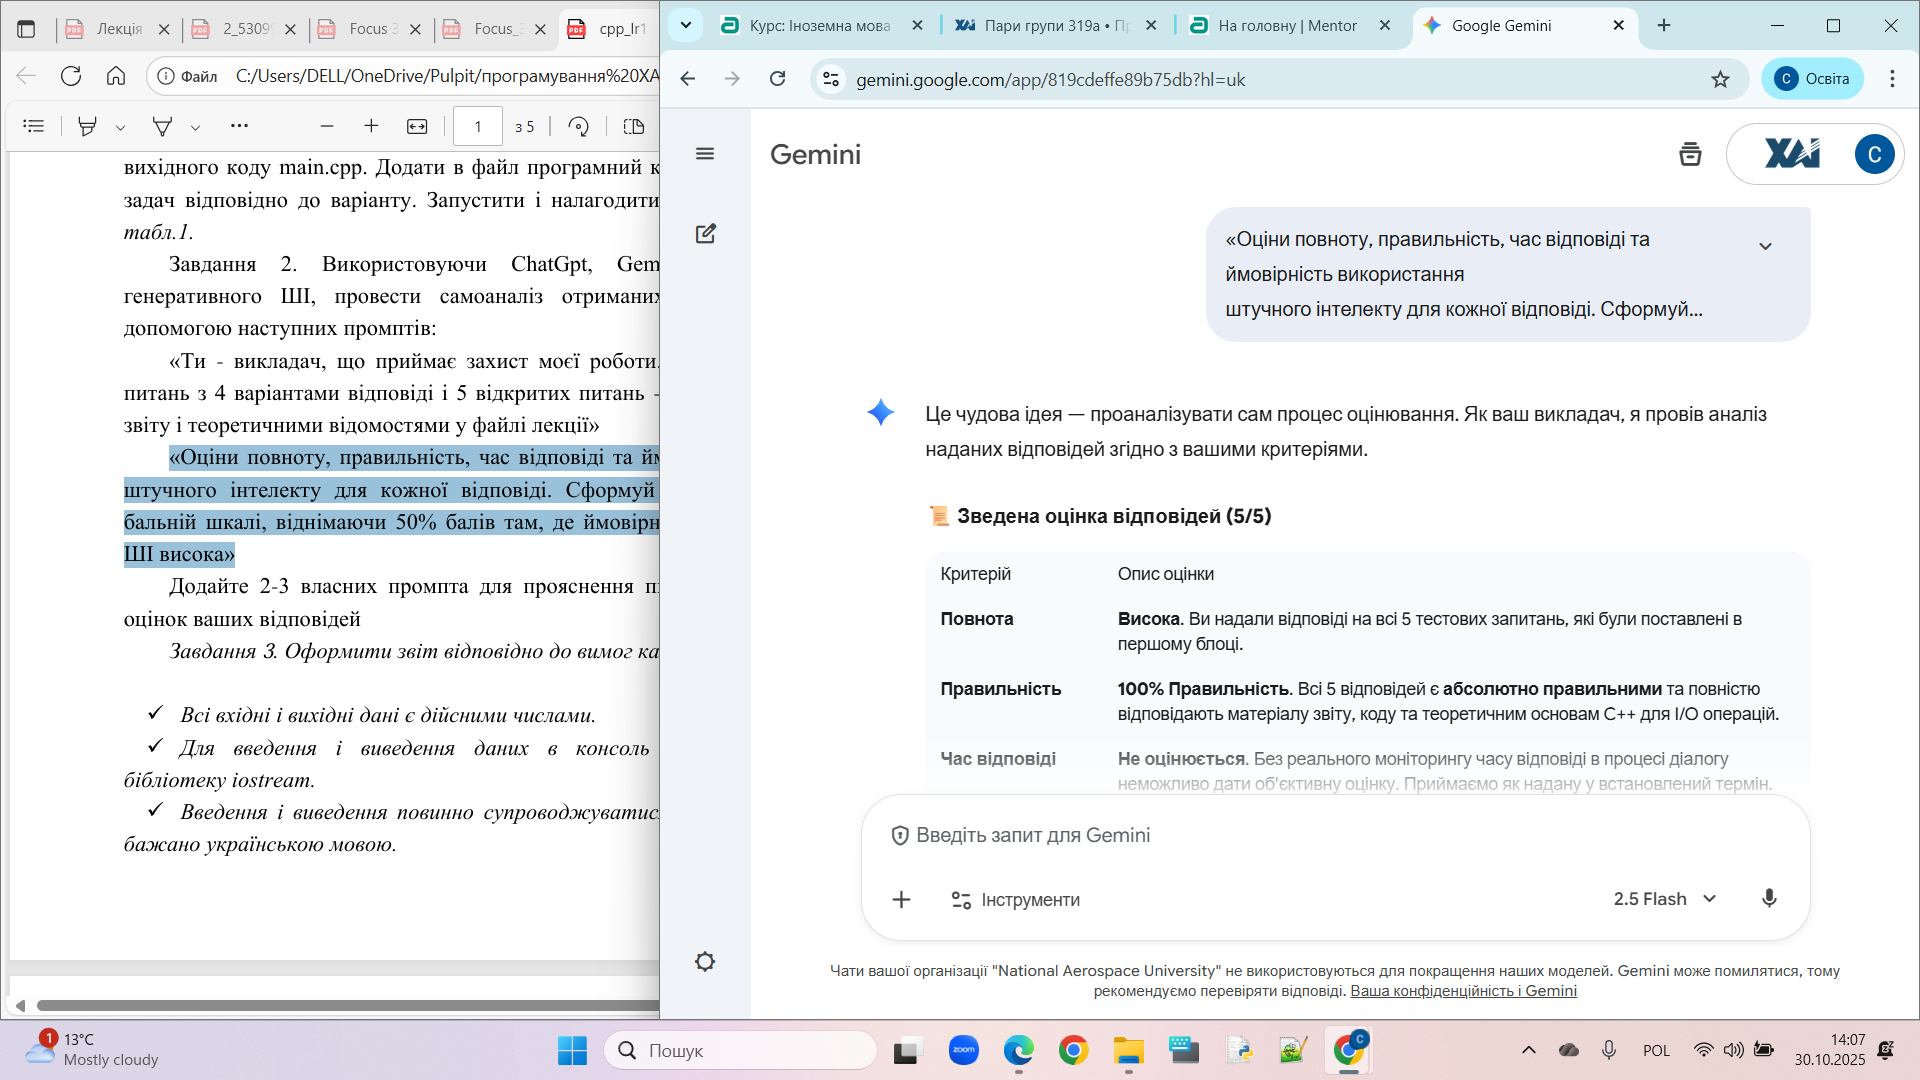 Лекція
2_5309
Focus 3
Focus_3
cpp_lr1
Файл
C:/Users/DELL/OneDrive/Pulpit/програмування%20ХА
1
з 5
вихідного коду main.cpp. Додати в файл програмний к
задач відповідно до варіанту. Запустити і налагодити
табл.1.
Завдання 2. Використовуючи ChatGpt, Gem
генеративного ШІ, провести самоаналіз отриманих
допомогою наступних промптів:
«Ти - викладач, що приймає захист моєї роботи.
питань з 4 варіантами відповіді і 5 відкритих питань -
звіту і теоретичними відомостями у файлі лекції»
«Оціни повноту, правильність, час відповіді та йм
штучного інтелекту для кожної відповіді. Сформуй
бальній шкалі, віднімаючи 50% балів там, де ймовірн
ШІ висока»
Додайте 2-3 власних промпта для прояснення п
оцінок ваших відповідей
Завдання 3. Оформити звіт відповідно до вимог ка
✓ Всі вхідні і вихідні дані є дійсними числами.
✓ Для введення і виведення даних в консоль
бібліотеку iostream.
✓ Введення і виведення повинно супроводжуватис
бажано українською мовою.
Курс: Іноземна мова
Пари групи 319а • Пр
На головну | Mentor
Google Gemini
gemini.google.com/app/819cdeffe89b75db?hl=uk
C
Освіта
Gemini
ХАІ
C
«Оціни повноту, правильність, час відповіді та
ймовірність використання
штучного інтелекту для кожної відповіді. Сформуй...
Це чудова ідея — проаналізувати сам процес оцінювання. Як ваш викладач, я провів аналіз
наданих відповідей згідно з вашими критеріями.
📜 Зведена оцінка відповідей (5/5)
Критерій Опис оцінки
Повнота Висока. Ви надали відповіді на всі 5 тестових запитань, які були поставлені в
першому блоці.
Правильність 100% Правильність. Всі 5 відповідей є абсолютно правильними та повністю
відповідають матеріалу звіту, коду та теоретичним основам C++ для I/O операцій.
Час відповіді Не оцінюється. Без реального моніторингу часу відповіді в процесі діалогу
неможливо дати об'єктивну оцінку. Приймаємо як надану у встановлений термін.
Введіть запит для Gemini
Інструменти
2.5 Flash
Чати вашої організації "National Aerospace University" не використовуються для покращення наших моделей. Gemini може помилятися, тому
рекомендуємо перевіряти відповіді. Ваша конфіденційність і Gemini
1
13°C
Mostly cloudy
Пошук
zoom
C
POL
14:07
30.10.2025